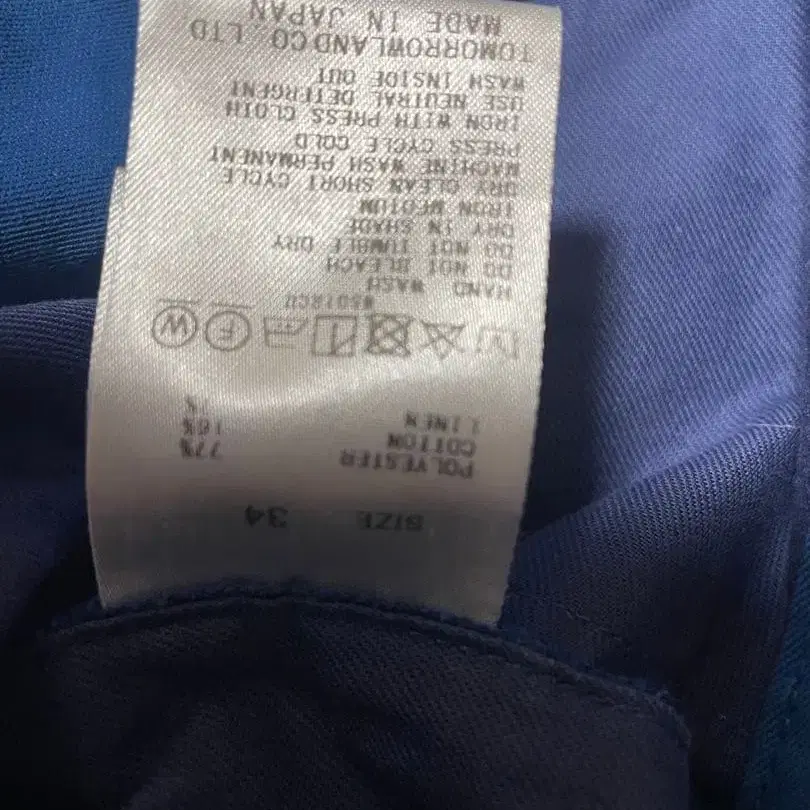 SIZE 34
POLYESTER 77%
COTTON 16%
LINEN 7%
W501RCU
HAND WASH
DO NOT BLEACH
DO NOT TUMBLE DRY
DRY IN SHADE
IRON MEDIUM
DRY CLEAN SHORT CYCLE
MACHINE WASH PERMANENT
PRESS CYCLE COLD
IRON WITH PRESS CLOTH
USE NEUTRAL DETERGENT
WASH INSIDE OUT
TOMORROWLAND CO., LTD
MADE IN JAPAN